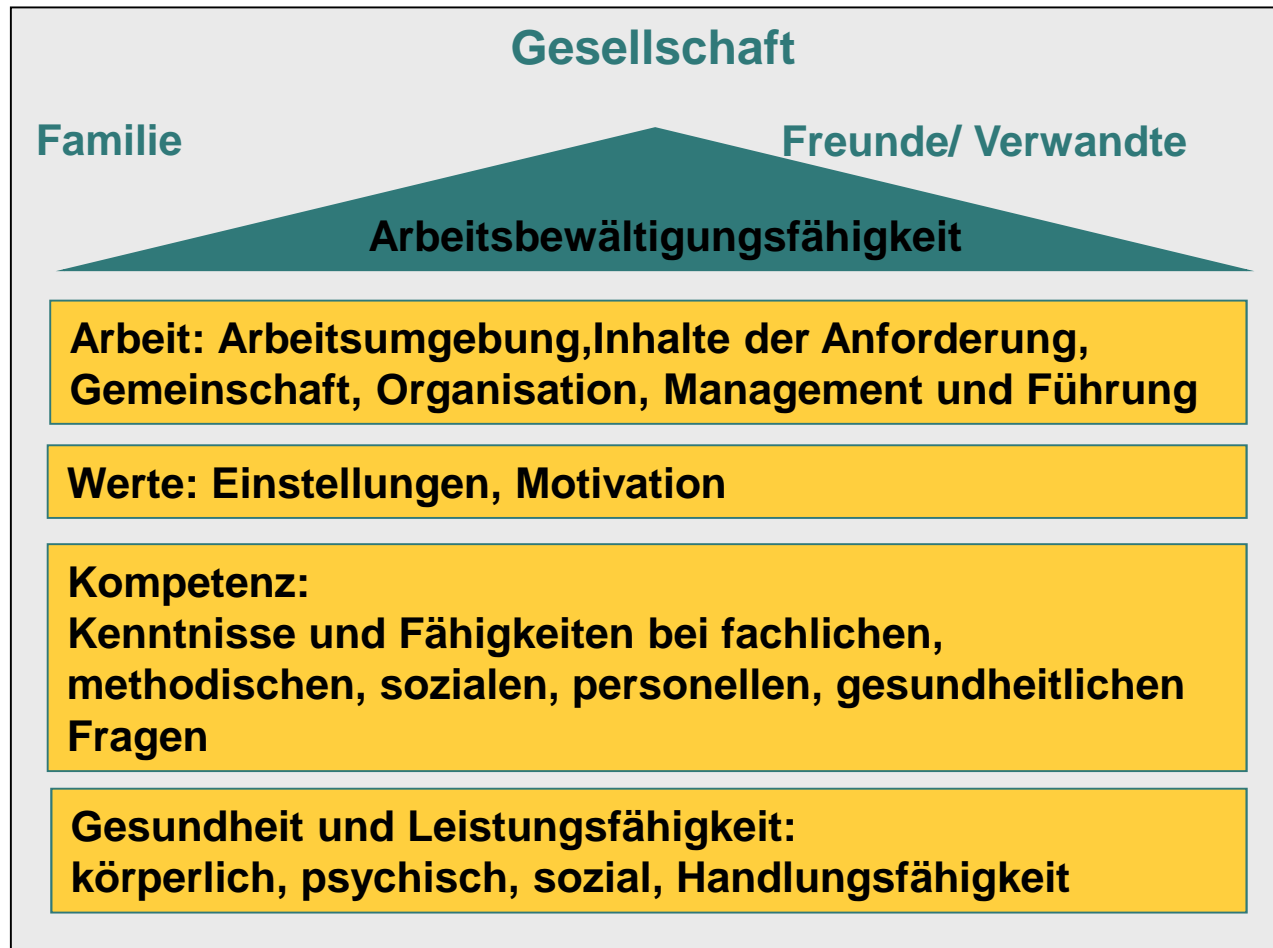 Gesellschaft
Familie
Freunde/ Verwandte
Arbeitsbewältigungsfähigkeit
Arbeit: Arbeitsumgebung,Inhalte der Anforderung,
Gemeinschaft, Organisation, Management und Führung
Werte: Einstellungen, Motivation
Kompetenz:
Kenntnisse und Fähigkeiten bei fachlichen,
methodischen, sozialen, personellen, gesundheitlichen
Fragen
Gesundheit und Leistungsfähigkeit:
körperlich, psychisch, sozial, Handlungsfähigkeit